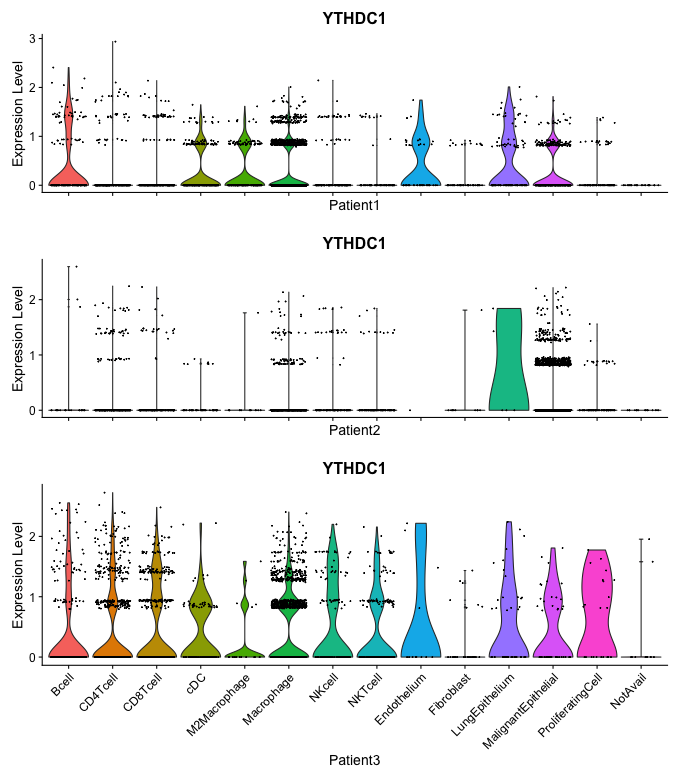 YTHDC1
Expression Level
3
2
1
0
Patient1
YTHDC1
Expression Level
2
1
0
Patient2
YTHDC1
Expression Level
2
1
0
Bcell
CD4Tcell
CD8Tcell
cDC
M2Macrophage
Macrophage
NKcell
NKTcell
Endothelium
Fibroblast
LungEpithelium
MalignantEpithelial
ProliferatingCell
NotAvail
Patient3